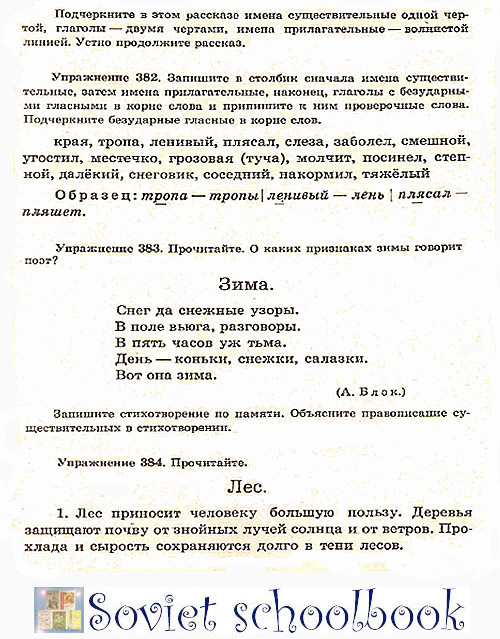 Подчеркните в этом рассказе имена существительные одной чер-
той, глаголы — двумя чертами, имена прилагательные — волнистой
линией. Устно продолжите рассказ.
Упражнение 382. Запишите в столбик сначала имена существи-
тельные, затем имена прилагательные, наконец, глаголы с безударны-
ми гласными в корне слова и припишите к ним проверочные слова.
Подчеркните безударные гласные в корне слов.
края, тропа, ленивый, плясал, слеза, заболел, смешной,
угостил, местечко, грозовая (туча), молчит, посинел, степ-
ной, далёкий, снеговик, соседний, накормил, тяжёлый
Образец: тропа — тропы | ленивый — лень | плясал —
пляшет.
Упражнение 383. Прочитайте. О каких признаках зимы говорит
поэт?
Зима.
Снег да снежные узоры.
В поле вьюга, разговоры.
В пять часов уж тьма.
День — коньки, снежки, салазки.
Вот она зима.
(А. Блок.)
Запишите стихотворение по памяти. Объясните правописание су-
ществительных в стихотворении.
Упражнение 384. Прочитайте.
Лес.
1. Лес приносит человеку большую пользу. Деревья
защищают почву от знойных лучей солнца и от ветров. Про-
хлада и сырость сохраняются долго в тени лесов.
Soviet schoolbook